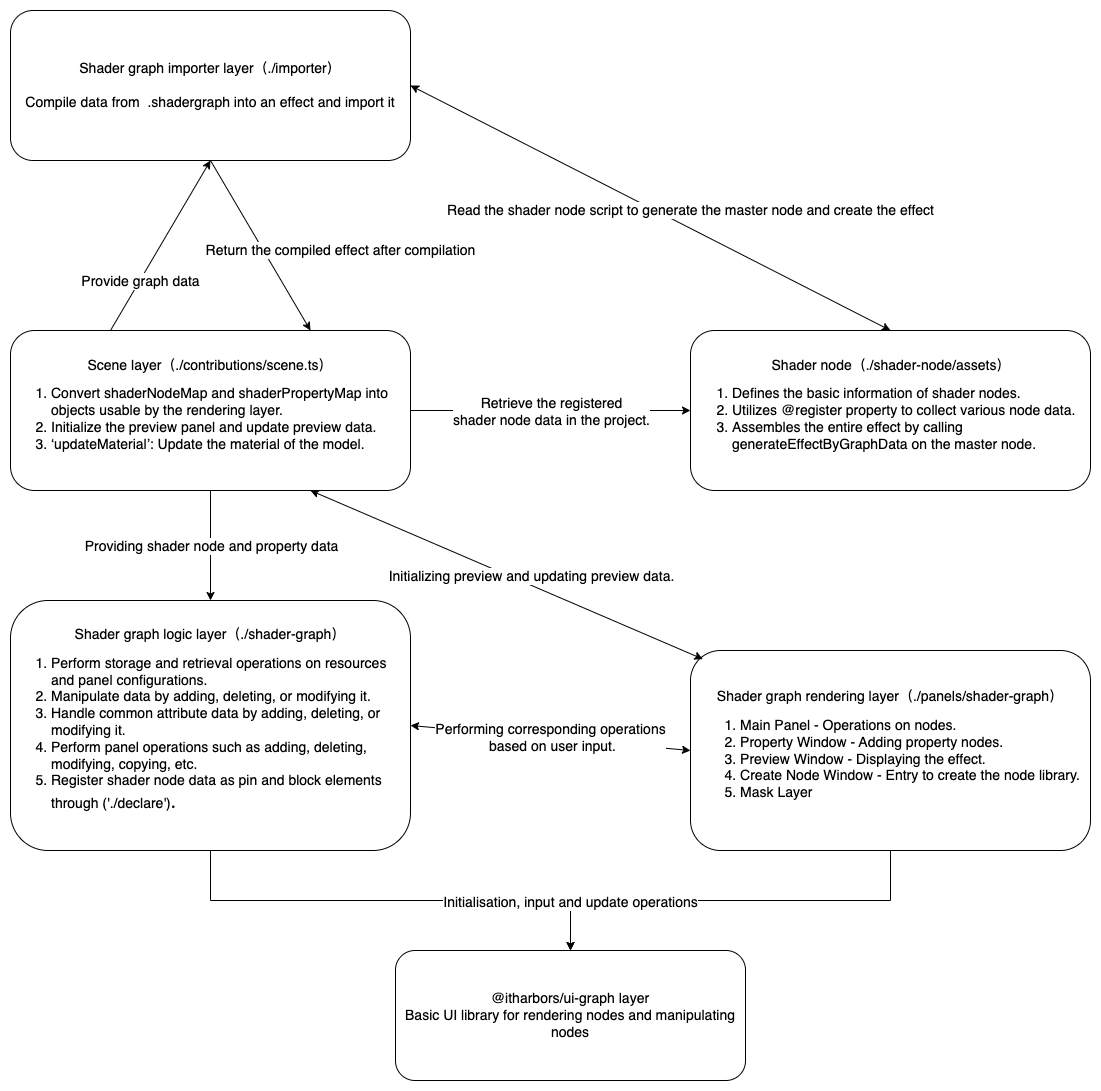 Shader graph importer layer（./importer）
Compile data from  .shadergraph into an effect and import it
Read the shader node script to generate the master node and create the effect
Return the compiled effect after compilation
Provide graph data
Scene layer（./contributions/scene.ts）
1. Convert shaderNodeMap and shaderPropertyMap into
objects usable by the rendering layer.
2. Initialize the preview panel and update preview data.
3. ‘updateMaterial’: Update the material of the model.
Retrieve the registered
shader node data in the project.
Shader node（./shader-node/assets）
1. Defines the basic information of shader nodes.
2. Utilizes @register property to collect various node data.
3. Assembles the entire effect by calling
generateEffectByGraphData on the master node.
Providing shader node and property data
Initializing preview and updating preview data.
Shader graph logic layer（./shader-graph）
1. Perform storage and retrieval operations on resources
and panel configurations.
2. Manipulate data by adding, deleting, or modifying it.
3. Handle common attribute data by adding, deleting, or
modifying it.
4. Perform panel operations such as adding, deleting,
modifying, copying, etc.
5. Register shader node data as pin and block elements
through ('./declare').
Performing corresponding operations
based on user input.
Shader graph rendering layer（./panels/shader-graph）
1. Main Panel - Operations on nodes.
2. Property Window - Adding property nodes.
3. Preview Window - Displaying the effect.
4. Create Node Window - Entry to create the node library.
5. Mask Layer
Initialisation, input and update operations
@itharbors/ui-graph layer
Basic UI library for rendering nodes and manipulating
nodes